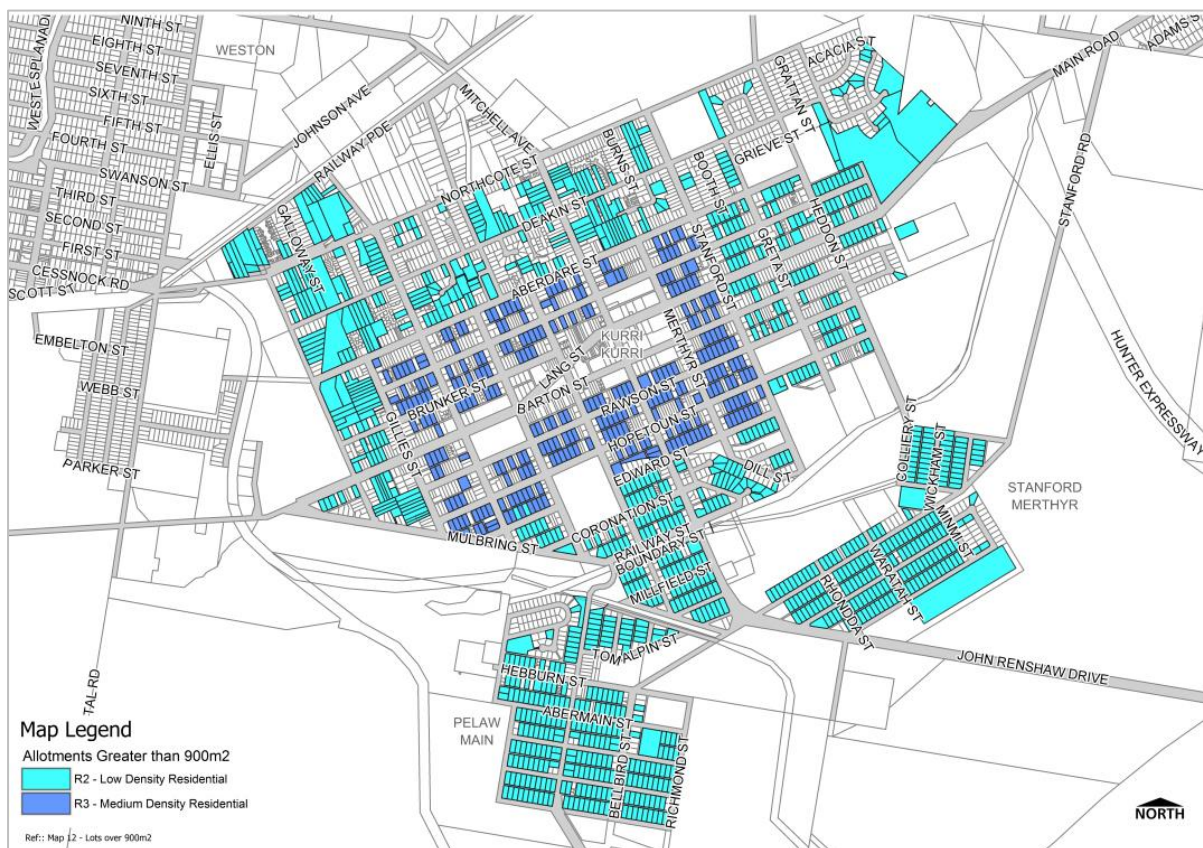 NINTH ST
EIGHTH ST
SEVENTH ST
SIXTH ST
FIFTH ST
FOURTH ST
SWANSON ST
THIRD ST
SECOND ST
FIRST ST
CESSNOCK RD
SCOTT ST
ELLIS ST
WESTON
JOHNSON AVE
RAILWAY PDE
MITCHELL AVE
NORTHCOTE ST
GALLOWAY ST
DEAKIN ST
BURNS ST
BOOTH ST
GRIEVE ST
GRATTAN ST
ACACIA ST
MAIN ROAD
ADAMS ST
STANFORD RD
HEDDON ST
GRETA ST
STANFORD ST
ABERDARE ST
KURRI
KURRI
MERTHYR ST
LANG ST
BARTON ST
BRUNKER ST
RAWSON ST
HOPETOUN ST
EDWARD ST
DILL ST
GILLIES ST
EMBELTON ST
WEBB ST
PARKER ST
MULBRING ST
CORONATION ST
RAILWAY ST
BOUNDARY ST
MILLFIELD ST
HUNTER EXPRESSWAY
COLLIERY ST
WICKHAM ST
STANFORD
MERTHYR
MINMI ST
WARATAH ST
RHONDDA ST
JOHN RENSHAW DRIVE
TOMALPIN ST
HEBBURN ST
ABERMAIN ST
PELAW
MAIN
BELLBIRD ST
RICHMOND ST
TAL RD
Map Legend
Allotments Greater than 900m2
R2 - Low Density Residential
R3 - Medium Density Residential
Ref:: Map 12 - Lots over 900m2
NORTH